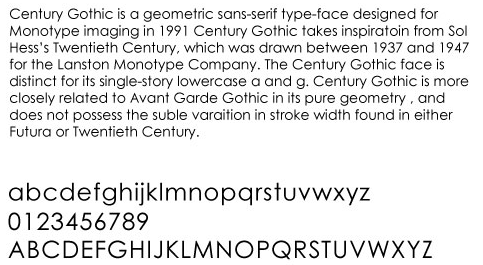 Century Gothic is a geometric sans-serif type-face designed for
Monotype imaging in 1991 Century Gothic takes inspiratoin from Sol
Hess's Twentieth Century, which was drawn between 1937 and 1947
for the Lanston Monotype Company. The Century Gothic face is
distinct for its single-story lowercase a and g. Century Gothic is more
closely related to Avant Garde Gothic in its pure geometry , and
does not possess the suble varaition in stroke width found in either
Futura or Twentieth Century.
abcdefghijklmnopqrstuvwxyz
0123456789
ABCDEFGHIJKLMNOPQRSTUVWXYZ